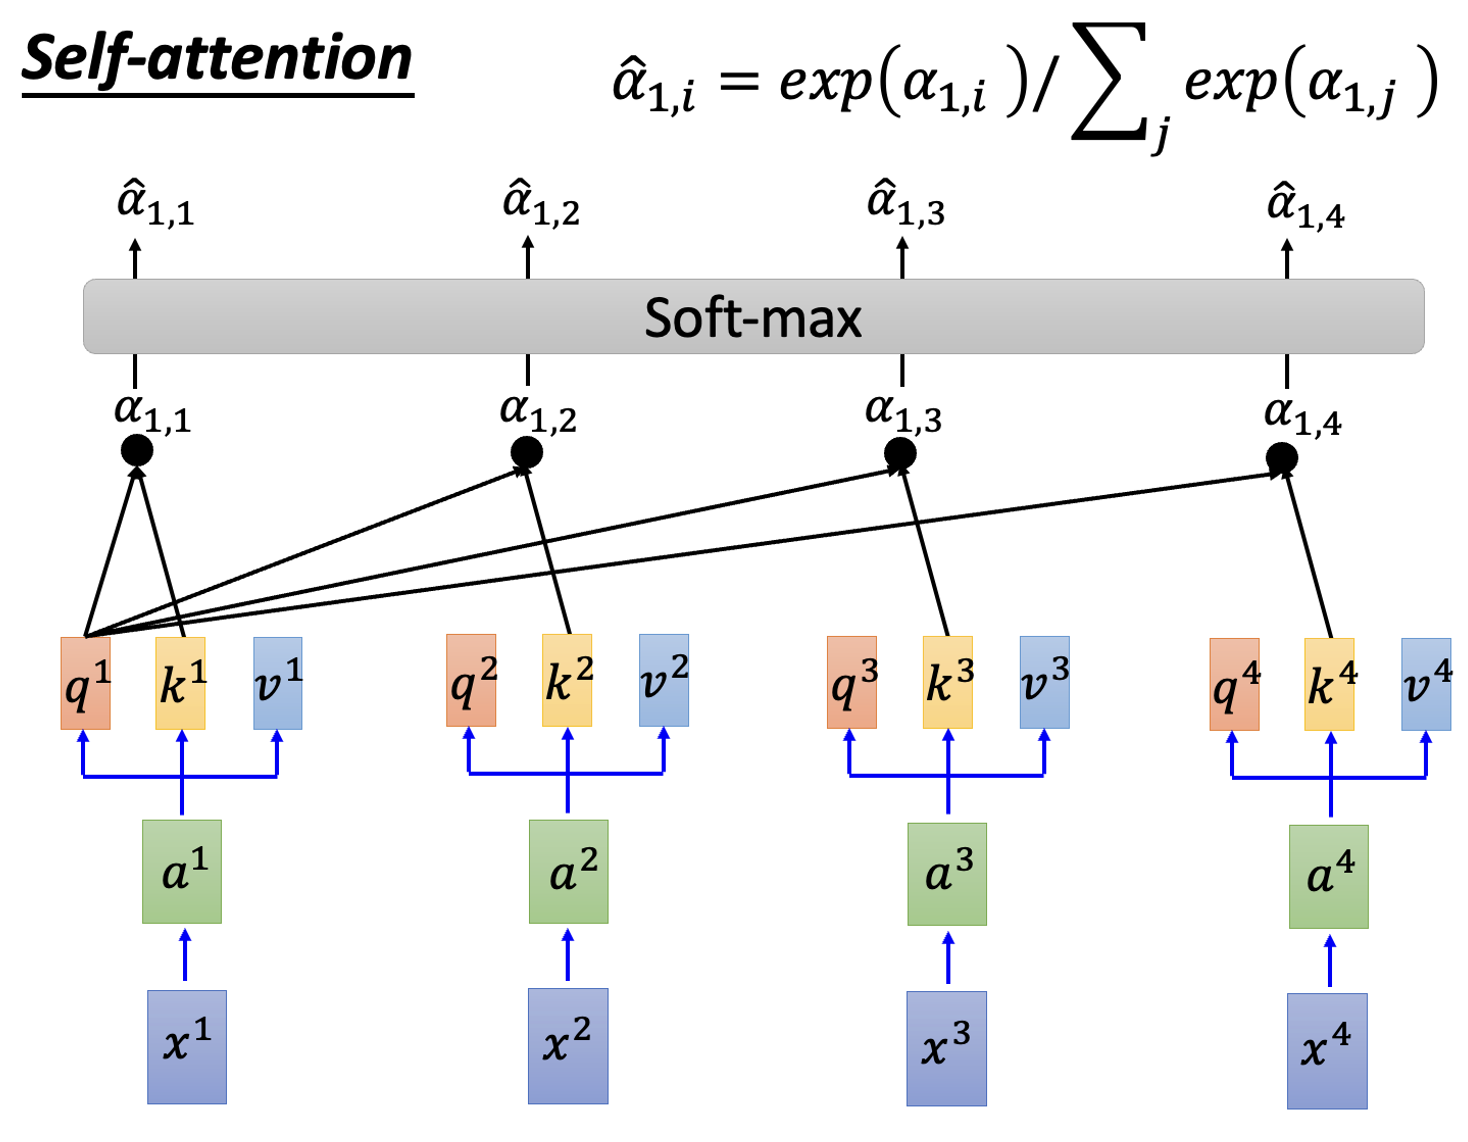 Self-attention
α̂₁,ᵢ = exp(α₁,ᵢ)/∑ⱼ exp(α₁,ⱼ)
α̂₁,₁ α̂₁,₂ α̂₁,₃ α̂₁,₄
Soft-max
α₁,₁ α₁,₂ α₁,₃ α₁,₄
q¹ k¹ v¹ q² k² v² q³ k³ v³ q⁴ k⁴ v⁴
a¹ a² a³ a⁴
x¹ x² x³ x⁴